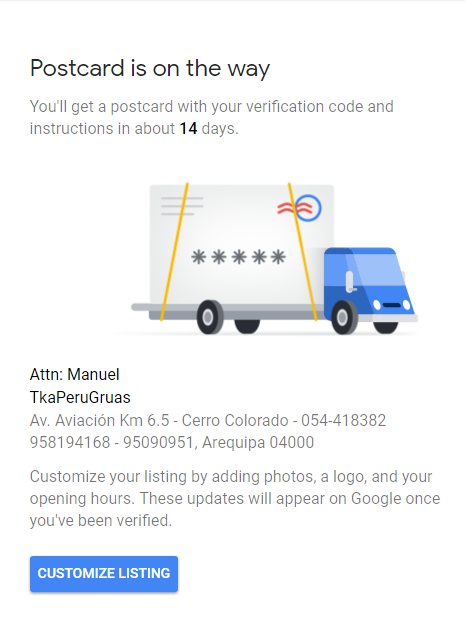 Postcard is on the way
You'll get a postcard with your verification code and
instructions in about 14 days.
*****
Attn: Manuel
TkaPeruGruas
Av. Aviación Km 6.5 - Cerro Colorado - 054-418382
958194168 - 95090951, Arequipa 04000
Customize your listing by adding photos, a logo, and your
opening hours. These updates will appear on Google once
you've been verified.
CUSTOMIZE LISTING